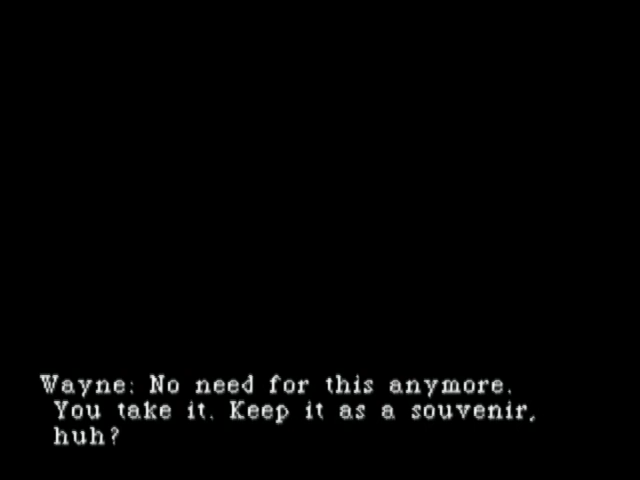 Wayne: No need for this anymore.
You take it. Keep it as a souvenir,
huh?